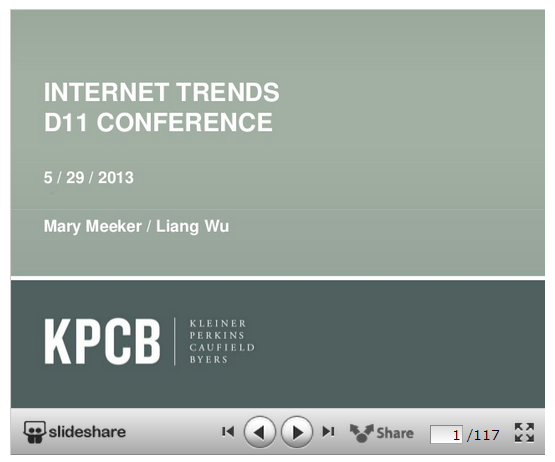 INTERNET TRENDS
D11 CONFERENCE
5 / 29 / 2013
Mary Meeker / Liang Wu
KPCB
KLEINER
PERKINS
CAUFIELD
BYERS
slideshare
Share
1 /117